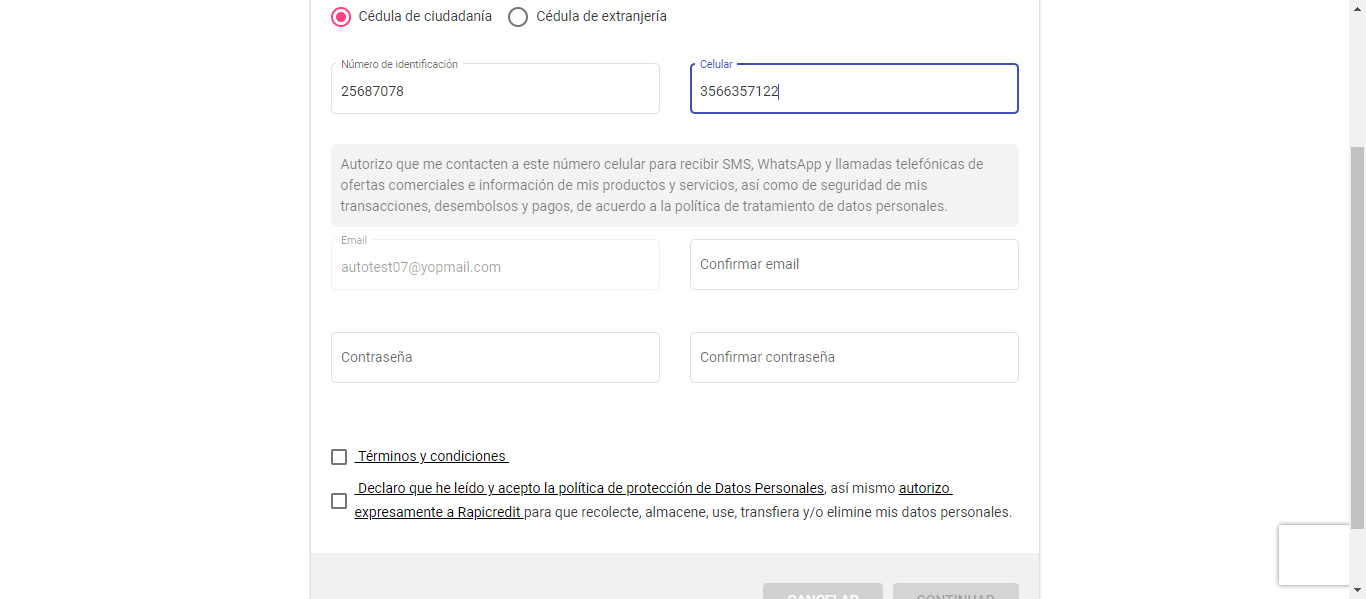 Cédula de ciudadanía Cédula de extranjería
Número de identificación Celular
25687078 3566357122
Autorizo que me contacten a este número celular para recibir SMS, WhatsApp y llamadas telefónicas de
ofertas comerciales e información de mis productos y servicios, así como de seguridad de mis
transacciones, desembolsos y pagos, de acuerdo a la política de tratamiento de datos personales.
Email
autotest07@yopmail.com Confirmar email
Contraseña Confirmar contraseña
Términos y condiciones
Declaro que he leído y acepto la política de protección de Datos Personales, así mismo autorizo
expresamente a Rapicredit para que recolecte, almacene, use, transfiera y/o elimine mis datos personales.
CANCELAR CONTINUAR